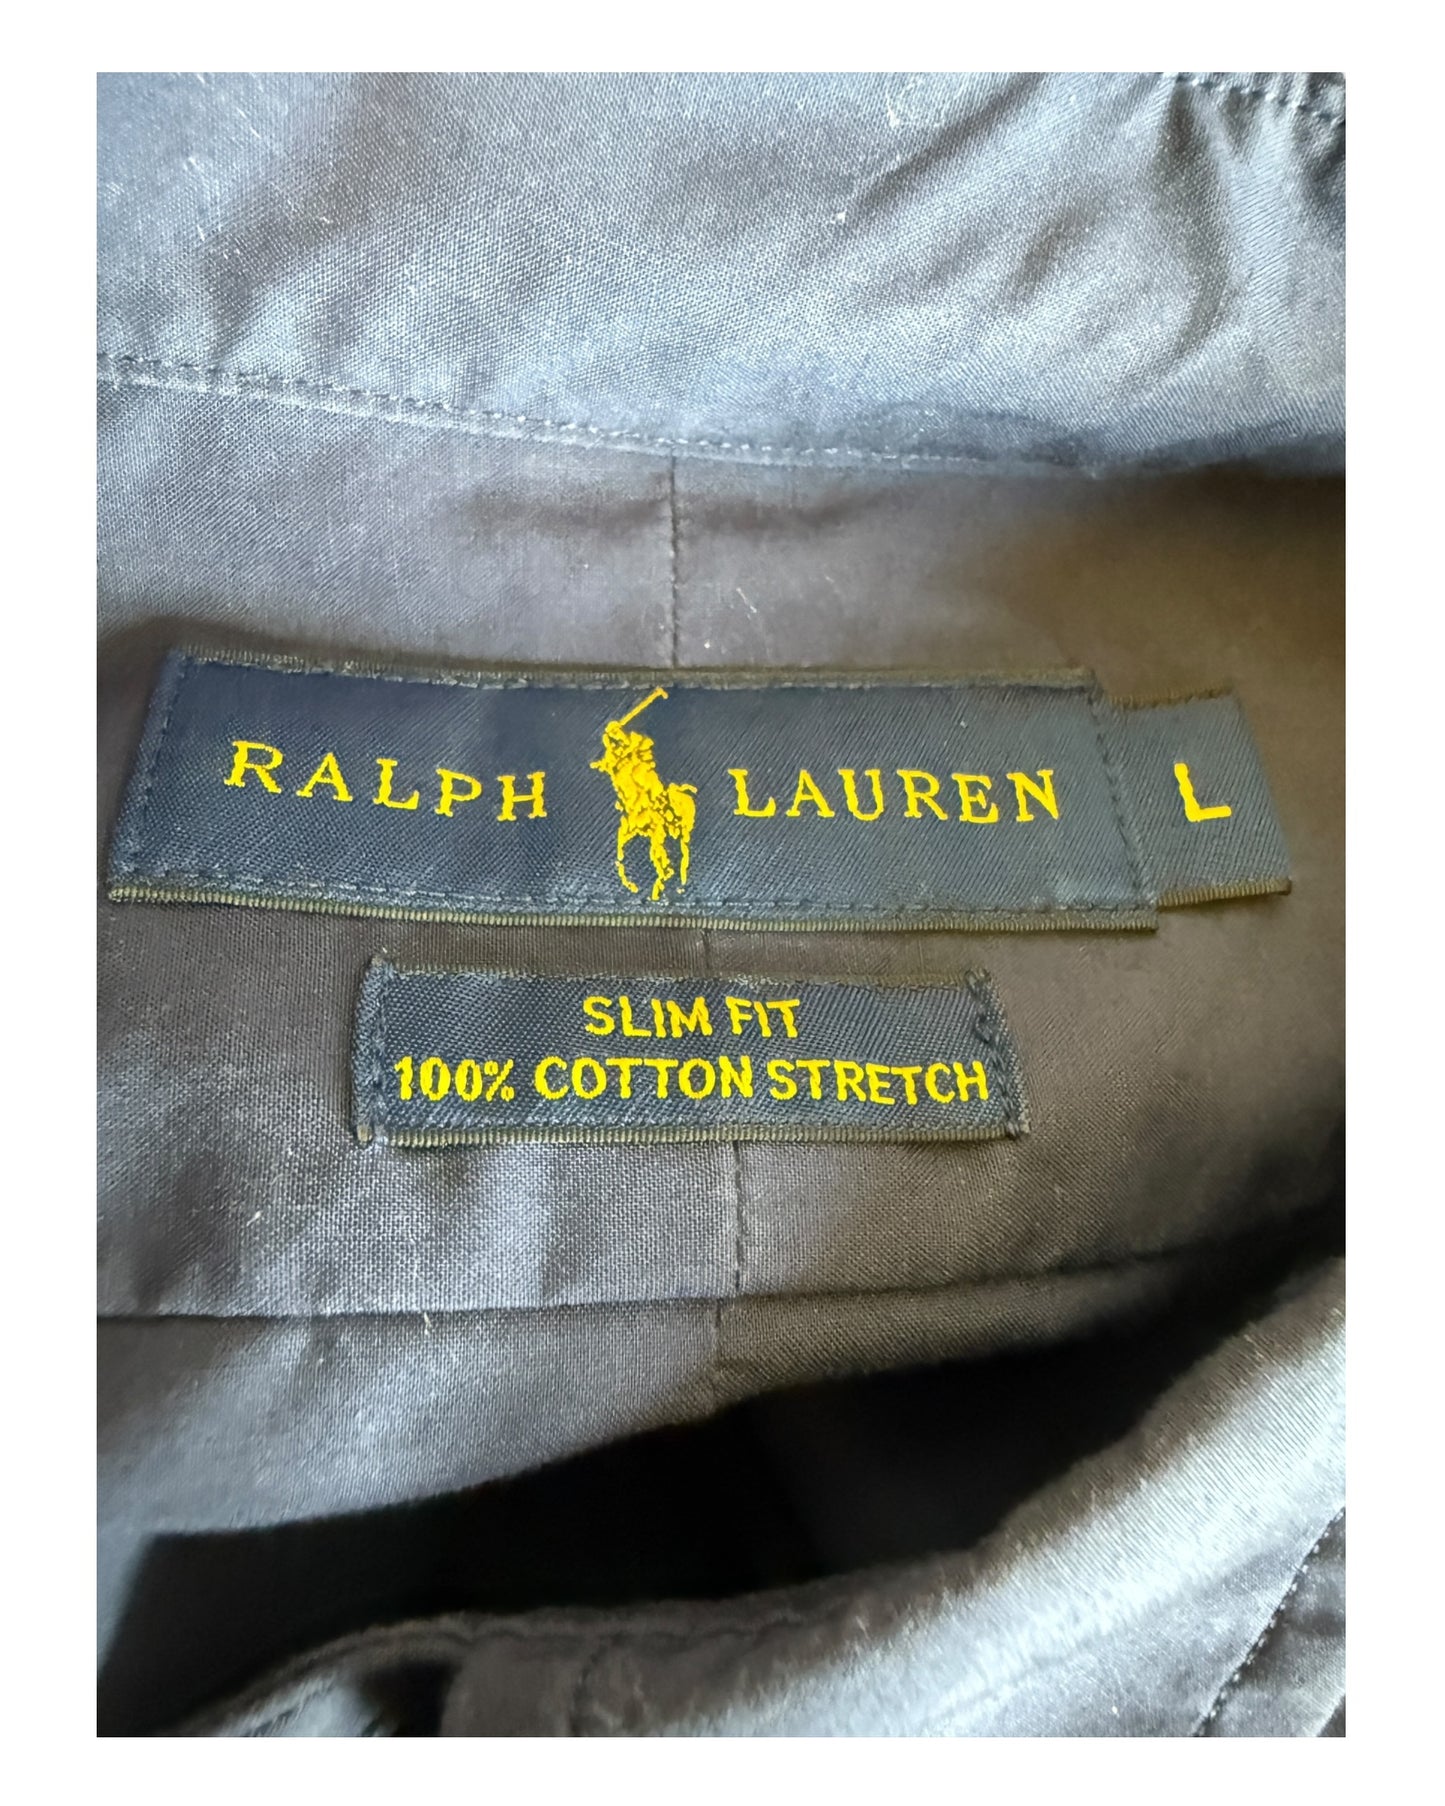 RALPH LAUREN L
SLIM FIT
100% COTTON STRETCH